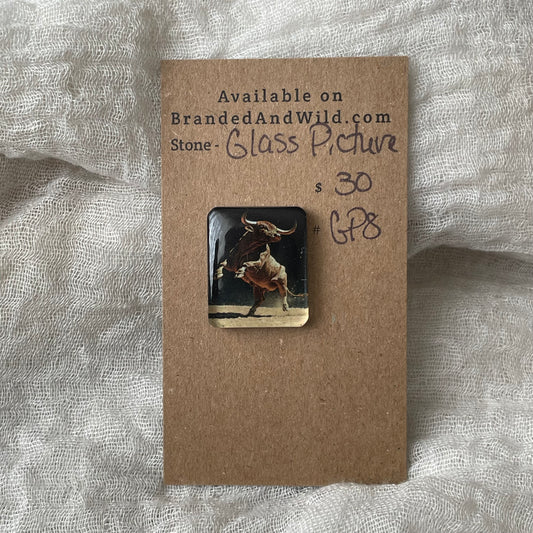 Available on
BrandedAndWild.com
Stone - Glass Picture
$ 30
# GP8